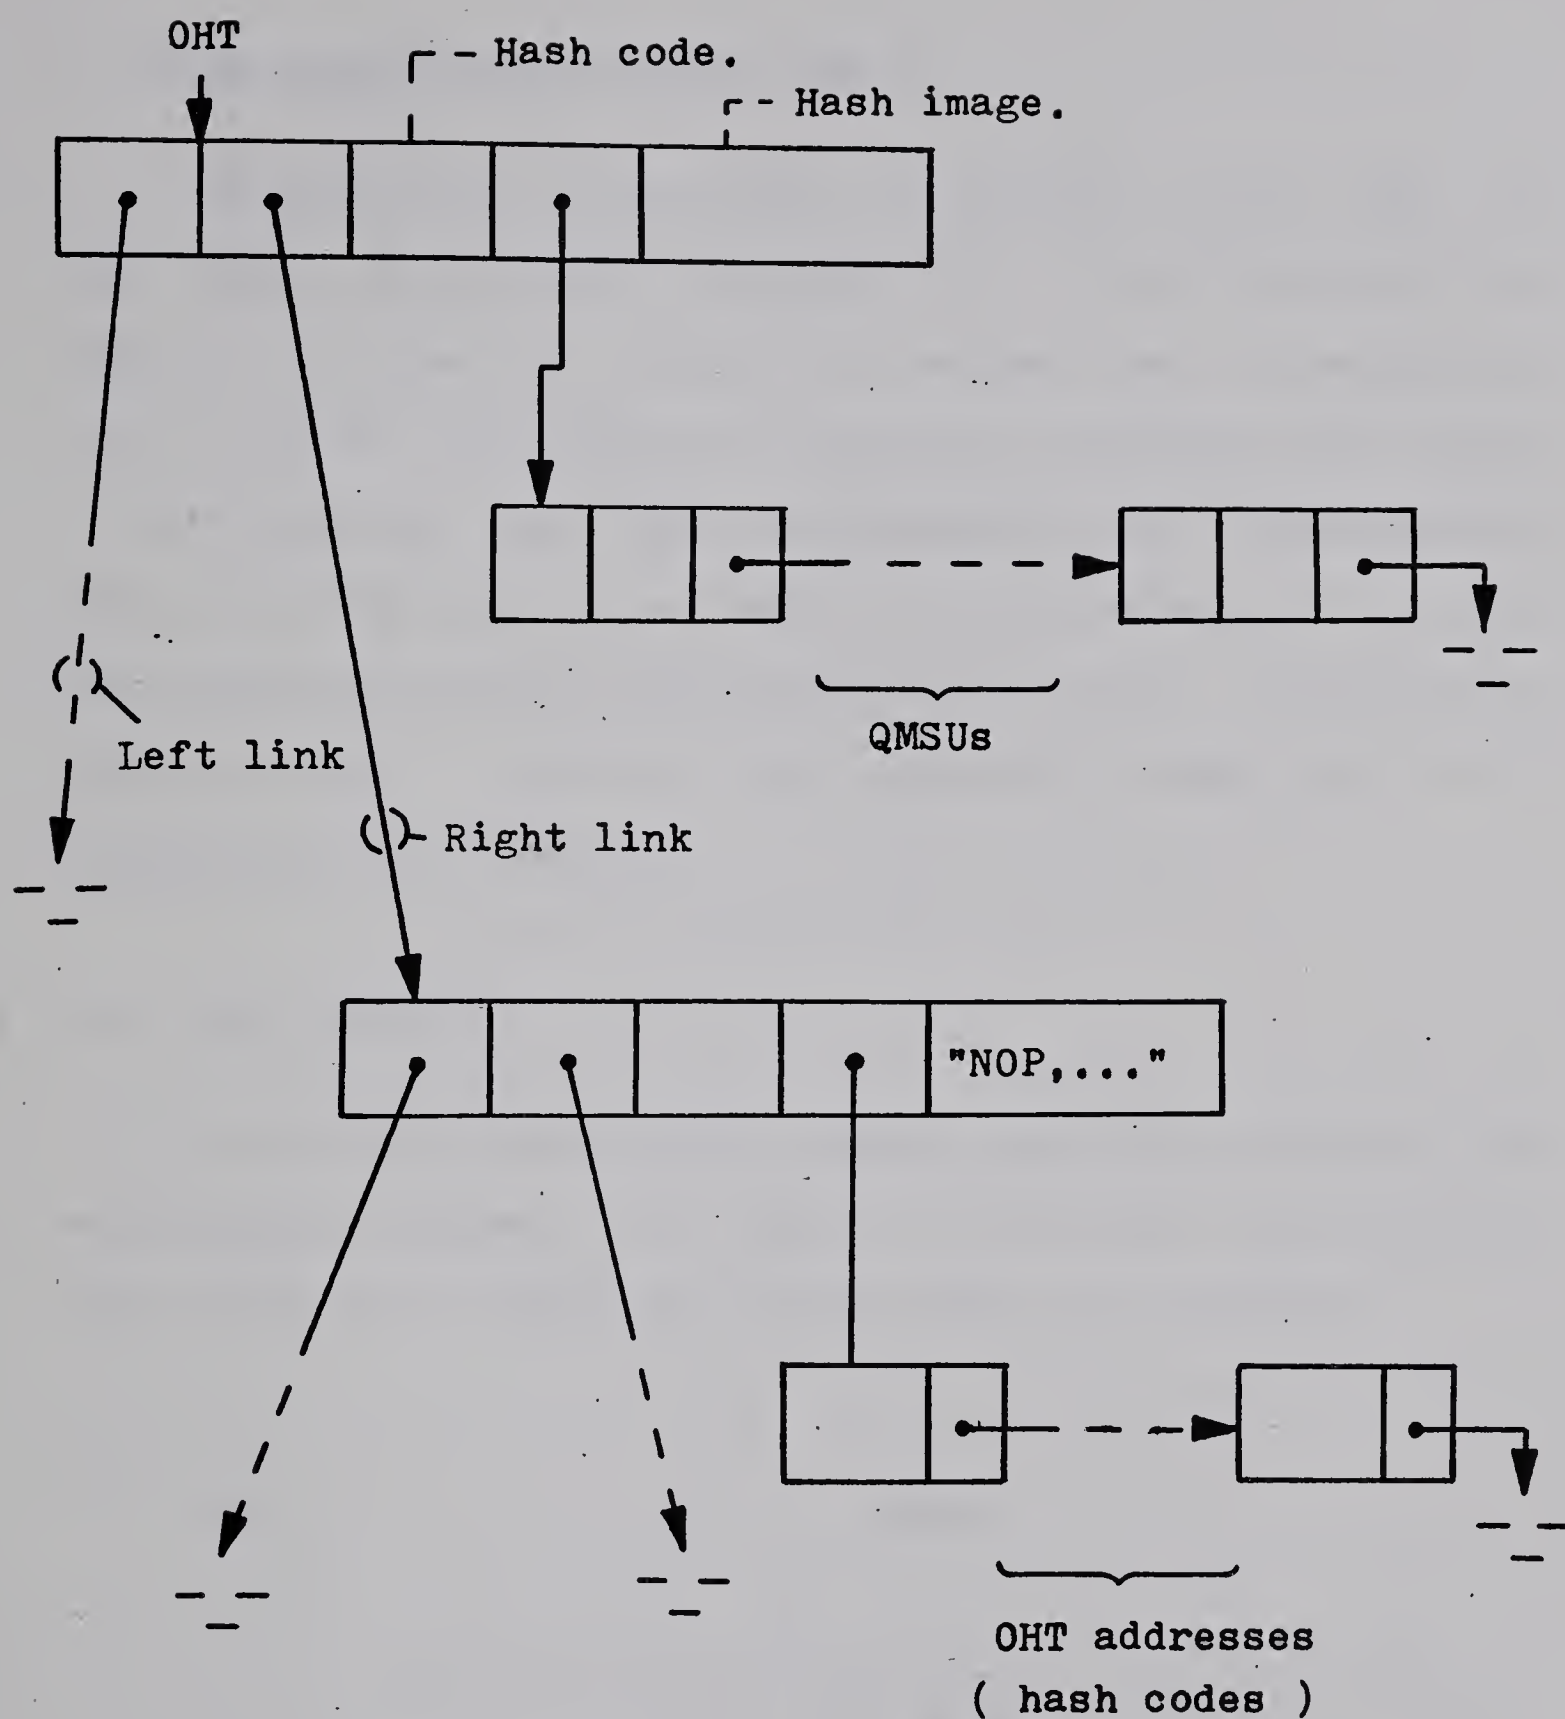 OHT
Hash code.
Hash image.
QMSUs
Left link
Right link
"NOP,..."
OHT addresses
( hash codes )